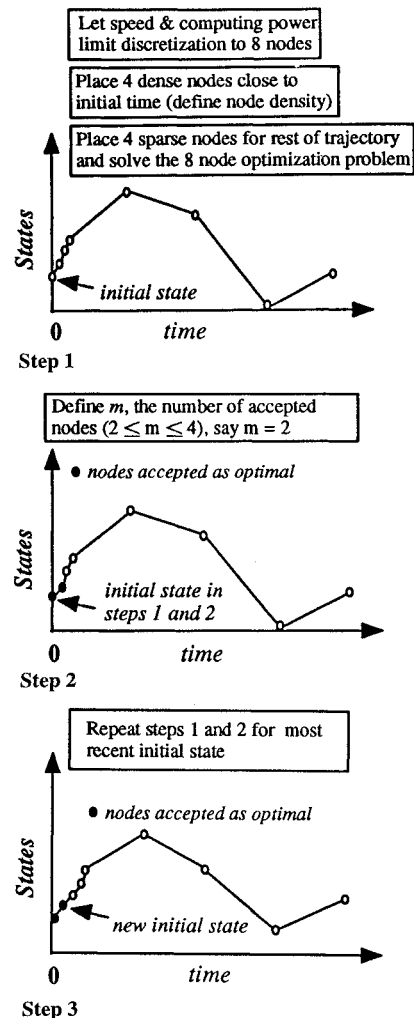 Let speed & computing power
limit discretization to 8 nodes
Place 4 dense nodes close to
initial time (define node density)
Place 4 sparse nodes for rest of trajectory
and solve the 8 node optimization problem
States
initial state
0
time
Step 1
Define m, the number of accepted
nodes (2 ≤ m ≤ 4), say m = 2
nodes accepted as optimal
States
initial state in
steps 1 and 2
0
time
Step 2
Repeat steps 1 and 2 for most
recent initial state
nodes accepted as optimal
States
new initial state
0
time
Step 3